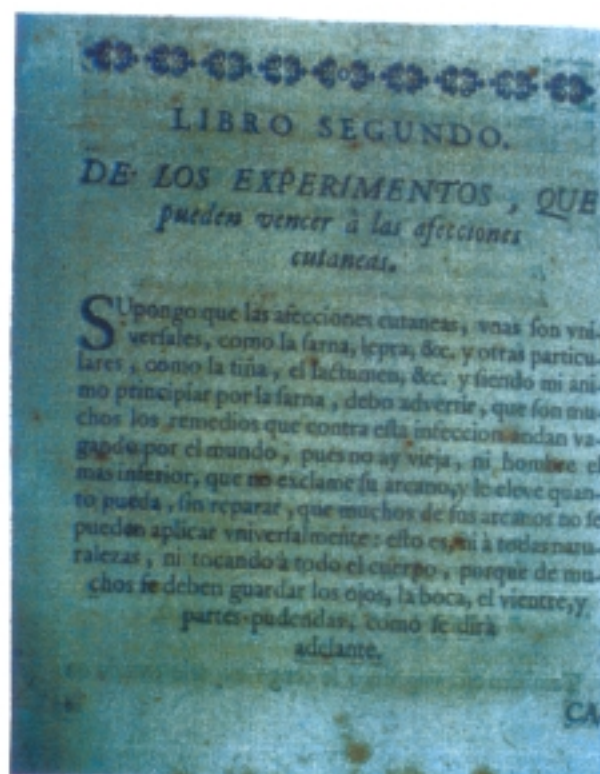 LIBRO SEGUNDO.
DE LOS EXPERIMENTOS, QUE
pueden vencer à las afecciones
cutaneas.
SUpongo que las afecciones cutaneas, vnas son vni-
versales, como la sarna, lepra, &c. y otras particu-
lares, como la tiña, el lactumen, &c. y siendo mi ani-
mo principiar por la sarna, debo advertir, que son mu-
chos los remedios que contra esta infeccion andan va-
gando por el mundo, pues no ay vieja, ni hombre el
mas inferior, que no exclame su arcano, y le eleve quan-
to pueda, sin reparar, que muchos de sus arcanos no se
pueden aplicar vniversalmente: esto es, ni à todas natu-
ralezas, ni tocando à todo el cuerpo, porque de mu-
chos se deben guardar los ojos, la boca, el vientre, y
partes pudendas, como se dirà
adelante.
CA